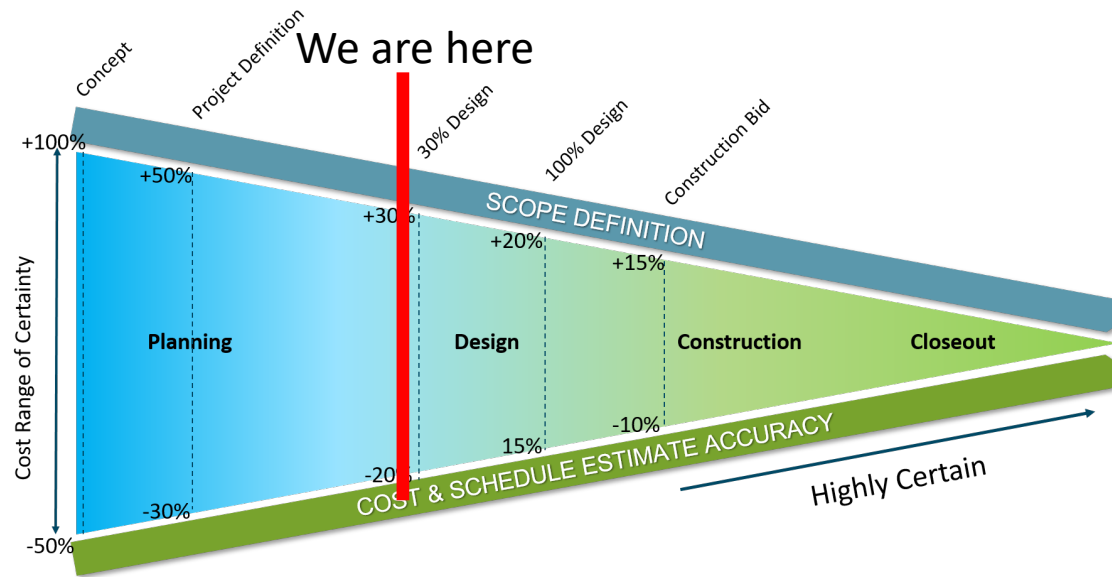 We are here
Concept
Project Definition
30% Design
100% Design
Construction Bid
+100%
+50%
+30%
+20%
+15%
SCOPE DEFINITION
Cost Range of Certainty
Planning
Design
Construction
Closeout
-50%
-30%
-20%
15%
-10%
COST & SCHEDULE ESTIMATE ACCURACY
Highly Certain